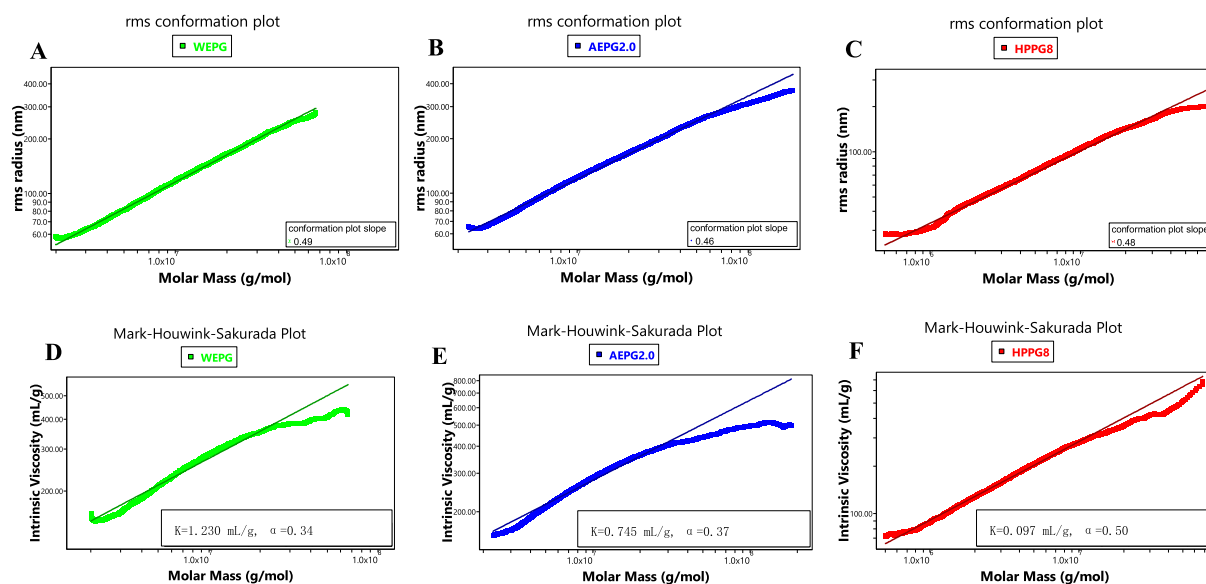 rms conformation plot
A
WEPG
rms radius (nm)
400.00
300.00
200.00
100.00
90.0
80.0
70.0
60.0
conformation plot slope
0.49
1.0x10
1.0x10
Molar Mass (g/mol)
rms conformation plot
B
AEPG2.0
rms radius (nm)
400.00
300.00
200.00
100.00
90.0
80.0
70.0
60.0
conformation plot slope
0.46
1.0x10
1.0x10
Molar Mass (g/mol)
rms conformation plot
C
HPPG8
rms radius (nm)
100.00
conformation plot slope
0.48
1.0x10
1.0x10
Molar Mass (g/mol)
Mark-Houwink-Sakurada Plot
D
WEPG
Intrinsic Viscosity (mL/g)
500.00
400.00
300.00
200.00
K=1.230 mL/g, α=0.34
1.0x10
1.0x10
Molar Mass (g/mol)
Mark-Houwink-Sakurada Plot
E
AEPG2.0
Intrinsic Viscosity (mL/g)
800.00
700.00
600.00
500.00
400.00
300.00
200.00
K=0.745 mL/g, α=0.37
1.0x10
1.0x10
Molar Mass (g/mol)
Mark-Houwink-Sakurada Plot
F
HPPG8
Intrinsic Viscosity (mL/g)
100.00
K=0.097 mL/g, α=0.50
1.0x10
1.0x10
Molar Mass (g/mol)